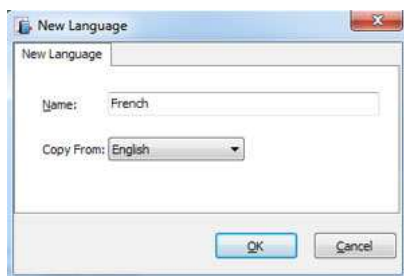 New Language
New Language
Name: French
Copy From: English
OK Cancel